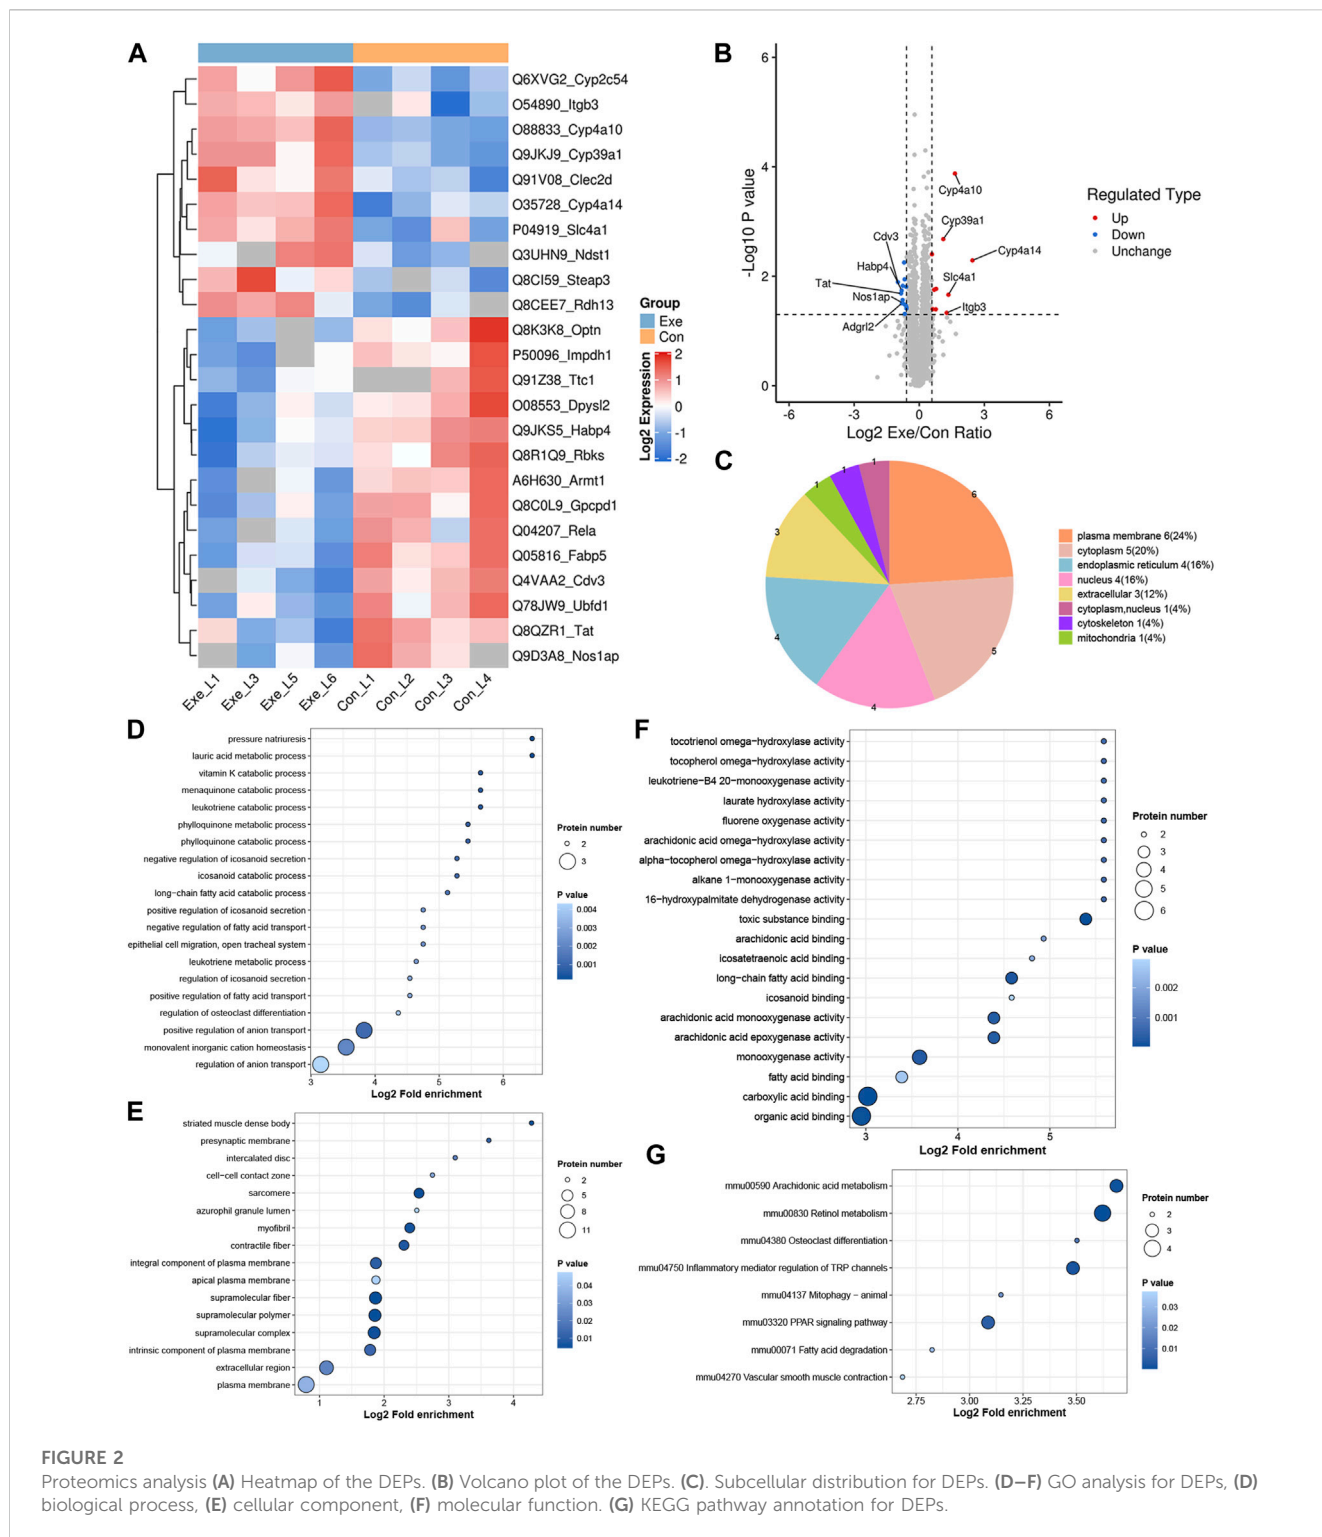 A
Q6XVG2_Cyp2c54
O54890_Itgb3
O88833_Cyp4a10
Q9JKJ9_Cyp39a1
Q91V08_Clec2d
O35728_Cyp4a14
P04919_Slc4a1
Q3UHN9_Ndst1
Q8CI59_Steap3
Q8CEE7_Rdh13
Q8K3K8_Optn
P50096_Impdh1
Q91Z38_Ttc1
O08553_Dpysl2
Q9JKS5_Habp4
Q8R1Q9_Rbks
A6H630_Armt1
Q8C0L9_Gpcpd1
Q04207_Rela
Q05816_Fabp5
Q4VAA2_Cdv3
Q78JW9_Ubfd1
Q8QZR1_Tat
Q9D3A8_Nos1ap
Exe_L1
Exe_L3
Exe_L5
Exe_L6
Con_L1
Con_L2
Con_L3
Con_L4
Group
Exe
Con
Log2 Expression
2
1
0
-1
-2
B
-Log10 P value
6
4
2
0
-6
-3
0
3
6
Log2 Exe/Con Ratio
Cyp4a10
Cyp39a1
Cdv3
Cyp4a14
Habp4
Tat
Slc4a1
Nos1ap
Itgb3
Adgrl2
Regulated Type
Up
Down
Unchange
C
1
1
1
6
3
4
5
4
plasma membrane 6(24%)
cytoplasm 5(20%)
endoplasmic reticulum 4(16%)
nucleus 4(16%)
extracellular 3(12%)
cytoplasm,nucleus 1(4%)
cytoskeleton 1(4%)
mitochondria 1(4%)
D
pressure natriuresis
lauric acid metabolic process
vitamin K catabolic process
menaquinone catabolic process
leukotriene catabolic process
phylloquinone metabolic process
phylloquinone catabolic process
negative regulation of icosanoid secretion
icosanoid catabolic process
long-chain fatty acid catabolic process
positive regulation of icosanoid secretion
negative regulation of fatty acid transport
epithelial cell migration, open tracheal system
leukotriene metabolic process
regulation of icosanoid secretion
positive regulation of fatty acid transport
regulation of osteoclast differentiation
positive regulation of anion transport
monovalent inorganic cation homeostasis
regulation of anion transport
3
4
5
6
Log2 Fold enrichment
Protein number
2
3
P value
0.004
0.003
0.002
0.001
E
striated muscle dense body
presynaptic membrane
intercalated disc
cell-cell contact zone
sarcomere
azurophil granule lumen
myofibril
contractile fiber
integral component of plasma membrane
apical plasma membrane
supramolecular fiber
supramolecular polymer
supramolecular complex
intrinsic component of plasma membrane
extracellular region
plasma membrane
1
2
3
4
Log2 Fold enrichment
Protein number
2
5
8
11
P value
0.04
0.03
0.02
0.01
F
tocotrienol omega-hydroxylase activity
tocopherol omega-hydroxylase activity
leukotriene-B4 20-monooxygenase activity
laurate hydroxylase activity
fluorene oxygenase activity
arachidonic acid omega-hydroxylase activity
alpha-tocopherol omega-hydroxylase activity
alkane 1-monooxygenase activity
16-hydroxypalmitate dehydrogenase activity
toxic substance binding
arachidonic acid binding
icosatetraenoic acid binding
long-chain fatty acid binding
icosanoid binding
arachidonic acid monooxygenase activity
arachidonic acid epoxygenase activity
monooxygenase activity
fatty acid binding
carboxylic acid binding
organic acid binding
3
4
5
Log2 Fold enrichment
Protein number
2
3
4
5
6
P value
0.002
0.001
G
mmu00590 Arachidonic acid metabolism
mmu00830 Retinol metabolism
mmu04380 Osteoclast differentiation
mmu04750 Inflammatory mediator regulation of TRP channels
mmu04137 Mitophagy - animal
mmu03320 PPAR signaling pathway
mmu00071 Fatty acid degradation
mmu04270 Vascular smooth muscle contraction
2.75
3.00
3.25
3.50
Log2 Fold enrichment
Protein number
2
3
4
P value
0.03
0.02
0.01
FIGURE 2
Proteomics analysis (A) Heatmap of the DEPs. (B) Volcano plot of the DEPs. (C). Subcellular distribution for DEPs. (D–F) GO analysis for DEPs, (D)
biological process, (E) cellular component, (F) molecular function. (G) KEGG pathway annotation for DEPs.